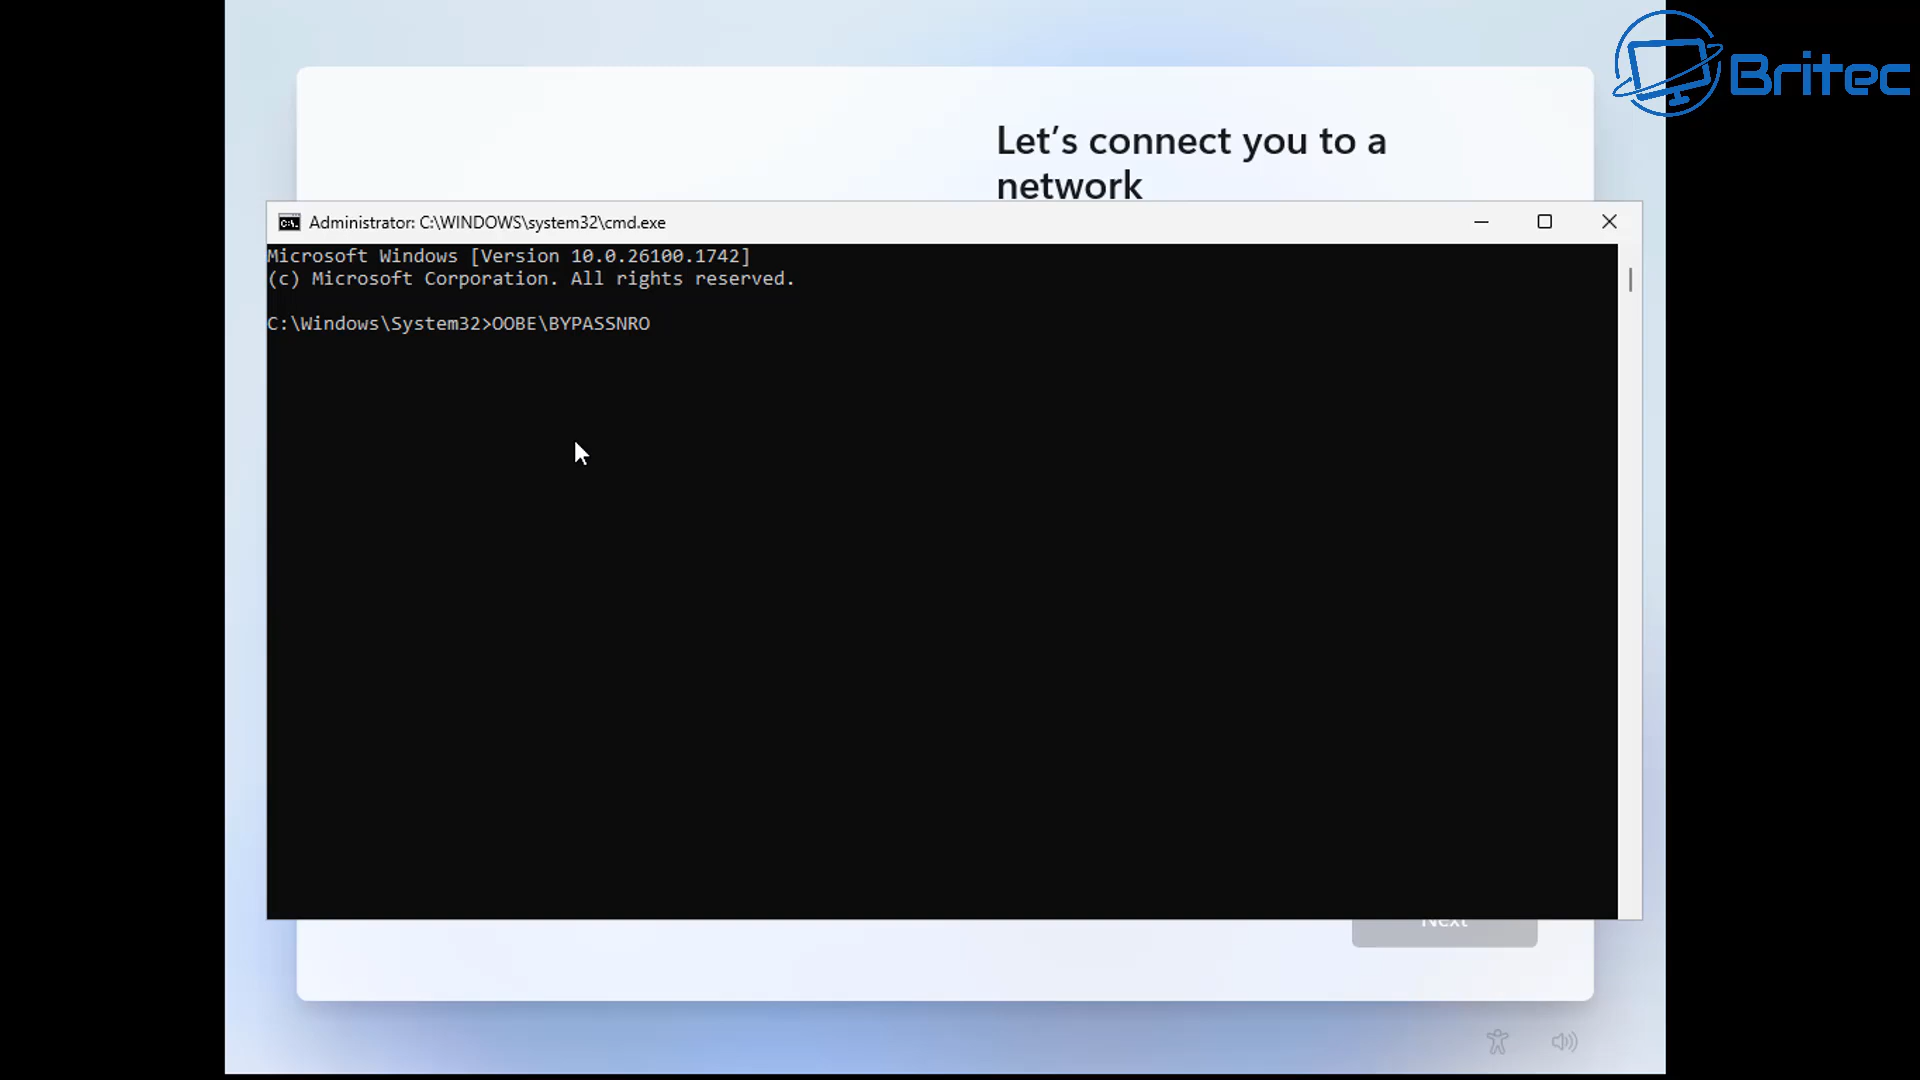 Britec
Let's connect you to a
network
Administrator: C:\WINDOWS\system32\cmd.exe
Microsoft Windows [Version 10.0.26100.1742]
(c) Microsoft Corporation. All rights reserved.
C:\Windows\System32>OOBE\BYPASSNRO
Next